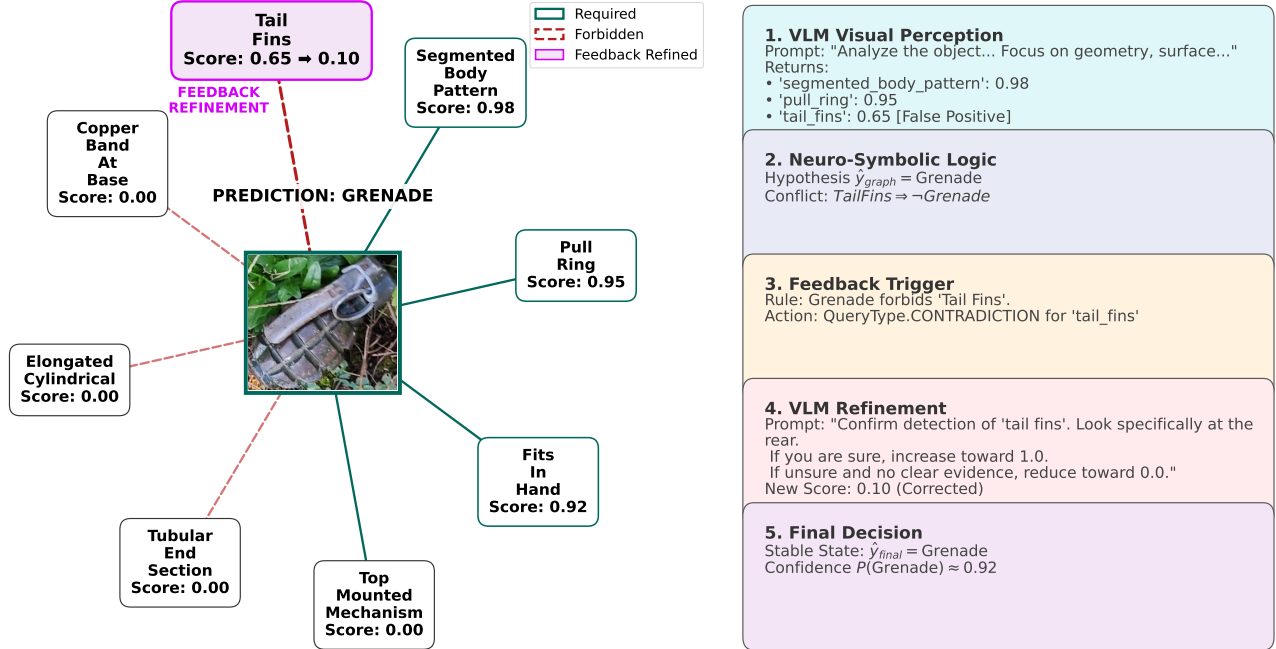 Tail
Fins
Score: 0.65 ➡ 0.10
FEEDBACK
REFINEMENT
Required
Forbidden
Feedback Refined
Segmented
Body
Pattern
Score: 0.98
Copper
Band
At
Base
Score: 0.00
PREDICTION: GRENADE
Pull
Ring
Score: 0.95
Elongated
Cylindrical
Score: 0.00
Fits
In
Hand
Score: 0.92
Tubular
End
Section
Score: 0.00
Top
Mounted
Mechanism
Score: 0.00
1. VLM Visual Perception
Prompt: "Analyze the object... Focus on geometry, surface..."
Returns:
• 'segmented_body_pattern': 0.98
• 'pull_ring': 0.95
• 'tail_fins': 0.65 [False Positive]
2. Neuro-Symbolic Logic
Hypothesis ŷ_graph = Grenade
Conflict: TailFins ⇒ ¬Grenade
3. Feedback Trigger
Rule: Grenade forbids 'Tail Fins'.
Action: QueryType.CONTRADICTION for 'tail_fins'
4. VLM Refinement
Prompt: "Confirm detection of 'tail fins'. Look specifically at the
rear.
If you are sure, increase toward 1.0.
If unsure and no clear evidence, reduce toward 0.0."
New Score: 0.10 (Corrected)
5. Final Decision
Stable State: ŷ_final = Grenade
Confidence P(Grenade) ≈ 0.92